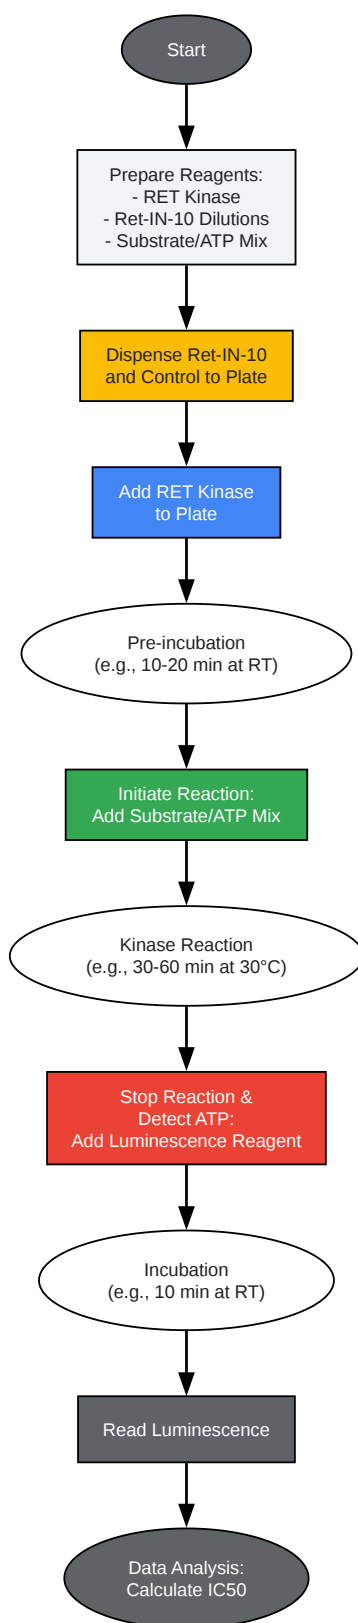 Start
Prepare Reagents:
- RET Kinase
- Ret-IN-10 Dilutions
- Substrate/ATP Mix
Dispense Ret-IN-10
and Control to Plate
Add RET Kinase
to Plate
Pre-incubation
(e.g., 10-20 min at RT)
Initiate Reaction:
Add Substrate/ATP Mix
Kinase Reaction
(e.g., 30-60 min at 30°C)
Stop Reaction &
Detect ATP:
Add Luminescence Reagent
Incubation
(e.g., 10 min at RT)
Read Luminescence
Data Analysis:
Calculate IC50